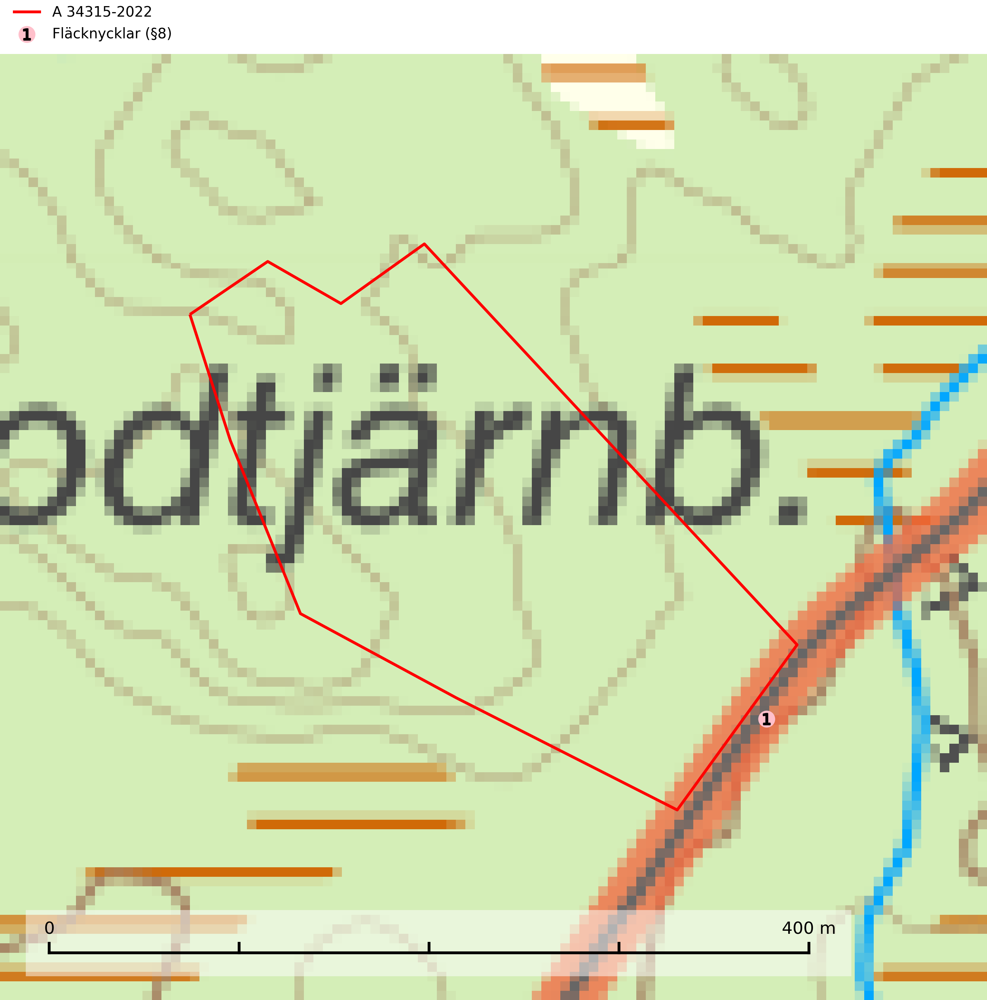 A 34315-2022
1 Fläcknycklar (§8)
odtjärnb.
1
0 400 m